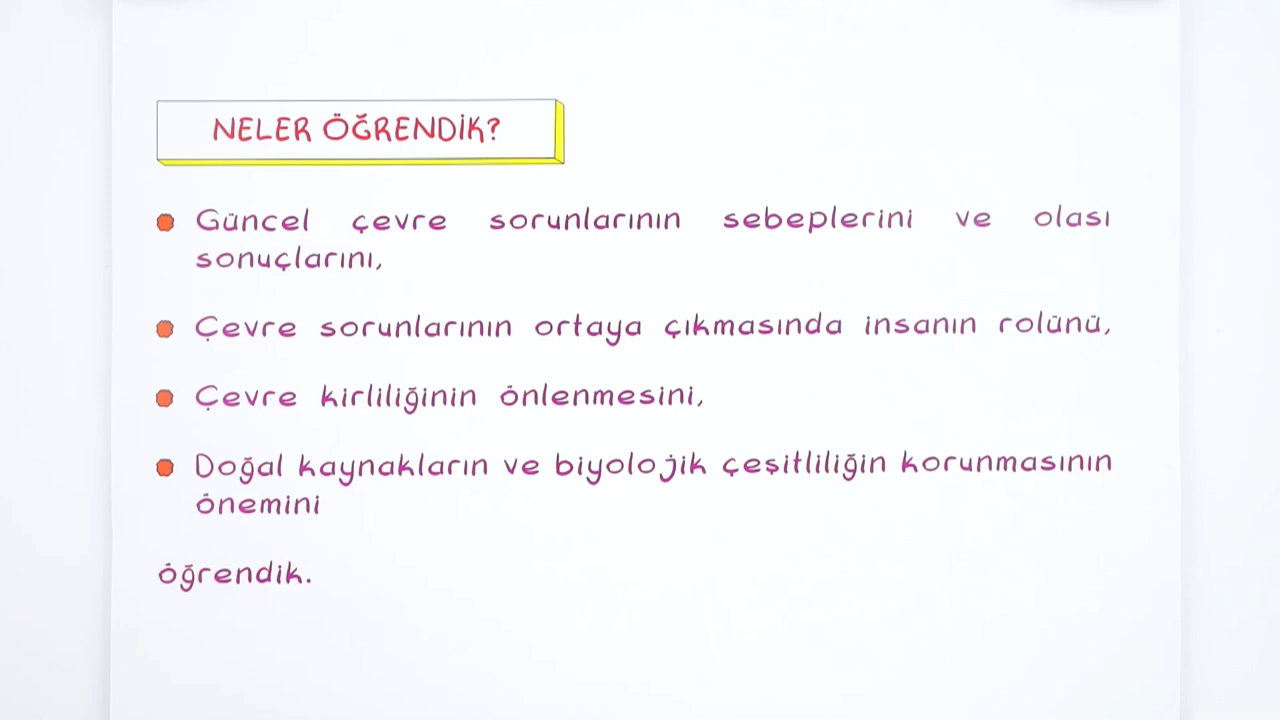 NELER ÖĞRENDİK?
Güncel çevre sorunlarının sebeplerini ve olası
sonuçlarını,
Çevre sorunlarının ortaya çıkmasında insanın rolünü,
Çevre kirliliğinin önlenmesini,
Doğal kaynakların ve biyolojik çeşitliliğin korunmasının
önemini
öğrendik.